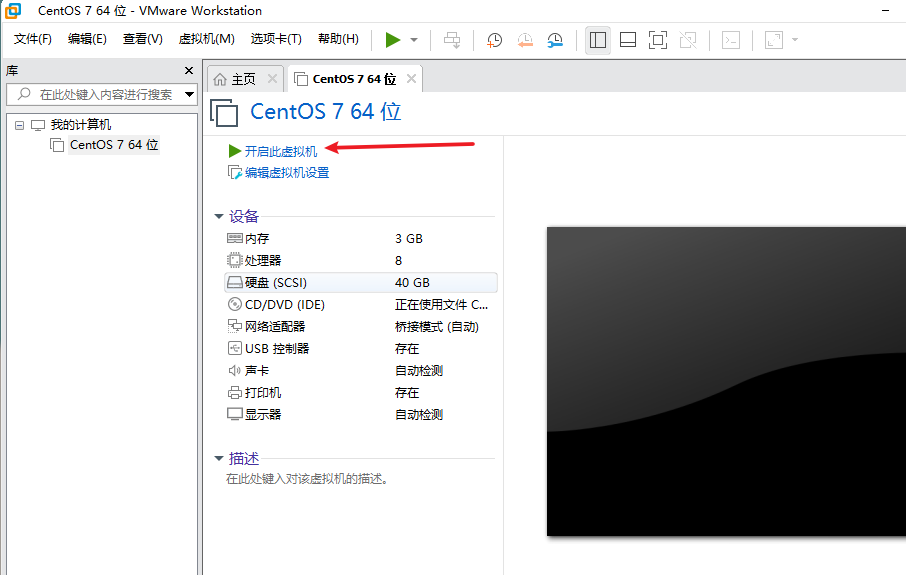 CentOS 7 64 位 - VMware Workstation
文件(F) 编辑(E) 查看(V) 虚拟机(M) 选项卡(T) 帮助(H)
库
在此处键入内容进行搜索
我的计算机
CentOS 7 64 位
主页
CentOS 7 64 位
CentOS 7 64 位
开启此虚拟机
编辑虚拟机设置
设备
内存 3 GB
处理器 8
硬盘 (SCSI) 40 GB
CD/DVD (IDE) 正在使用文件 C...
网络适配器 桥接模式 (自动)
USB 控制器 存在
声卡 自动检测
打印机 存在
显示器 自动检测
描述
在此处键入对该虚拟机的描述。